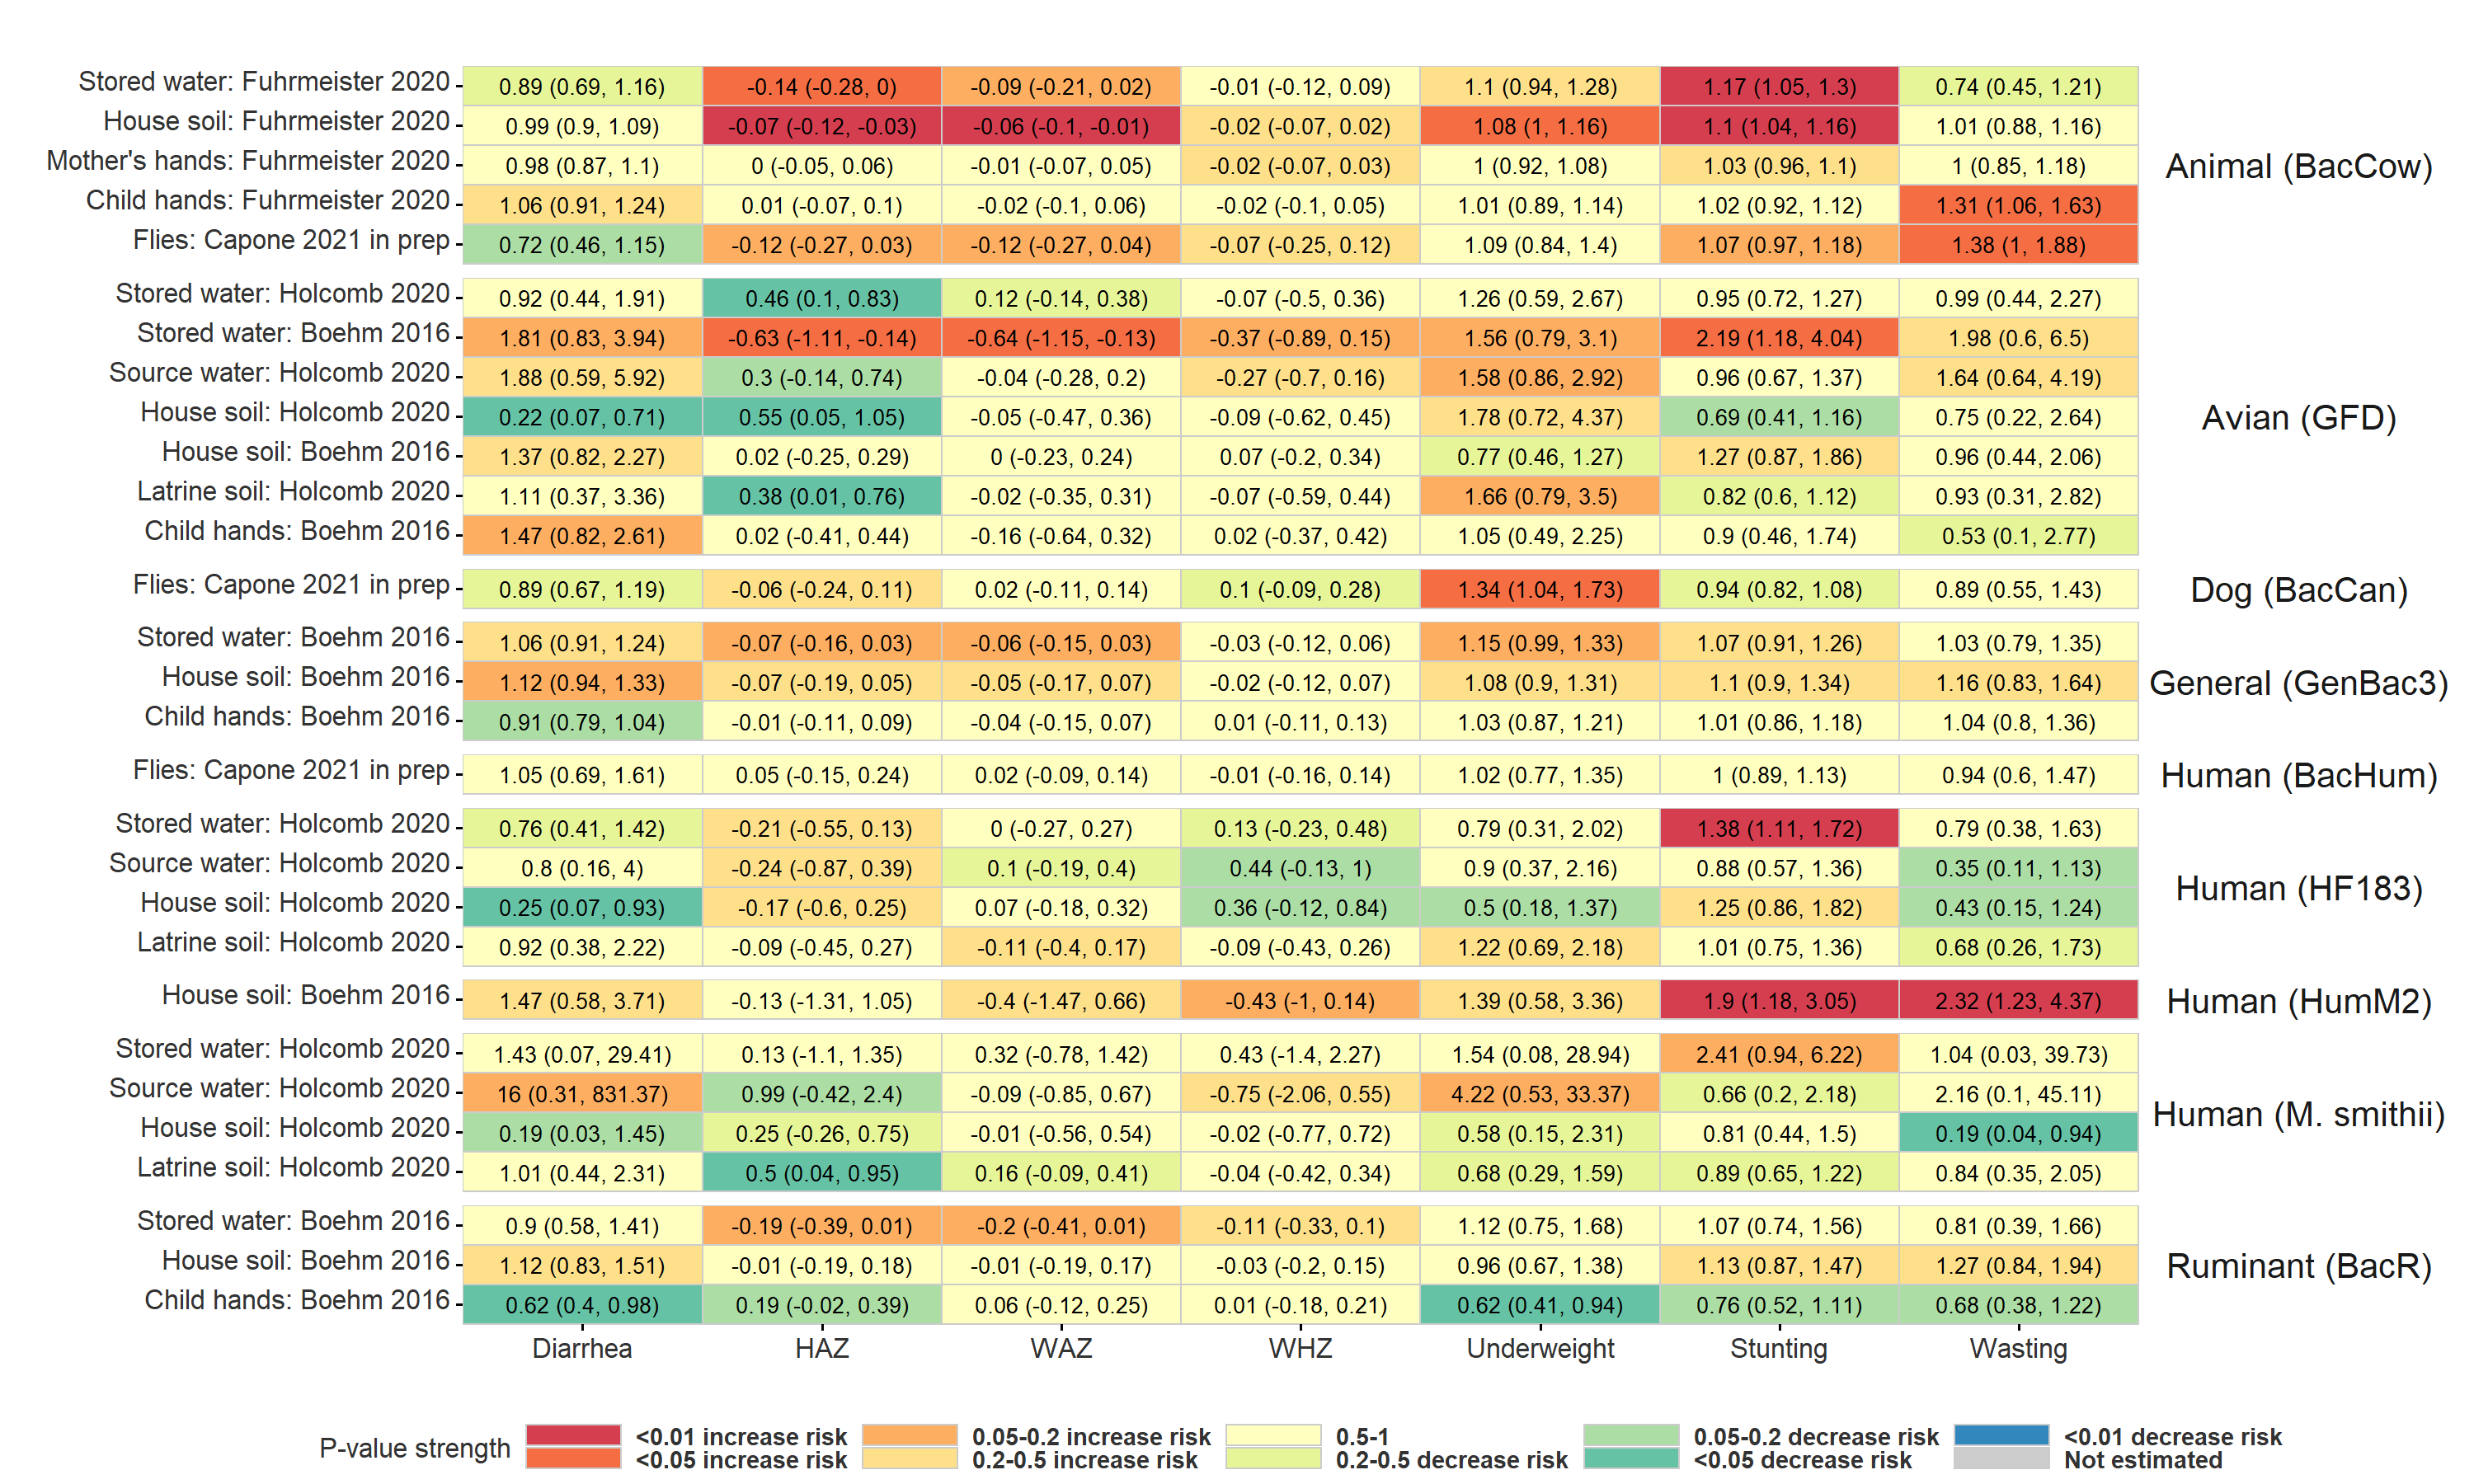 Stored water: Fuhrmeister 2020 0.89 (0.69, 1.16) -0.14 (-0.28, 0) -0.09 (-0.21, 0.02) -0.01 (-0.12, 0.09) 1.1 (0.94, 1.28) 1.17 (1.05, 1.3) 0.74 (0.45, 1.21)
House soil: Fuhrmeister 2020 0.99 (0.9, 1.09) -0.07 (-0.12, -0.03) -0.06 (-0.1, -0.01) -0.02 (-0.07, 0.02) 1.08 (1, 1.16) 1.1 (1.04, 1.16) 1.01 (0.88, 1.16)
Mother's hands: Fuhrmeister 2020 0.98 (0.87, 1.1) 0 (-0.05, 0.06) -0.01 (-0.07, 0.05) -0.02 (-0.07, 0.03) 1 (0.92, 1.08) 1.03 (0.96, 1.1) 1 (0.85, 1.18) Animal (BacCow)
Child hands: Fuhrmeister 2020 1.06 (0.91, 1.24) 0.01 (-0.07, 0.1) -0.02 (-0.1, 0.06) -0.02 (-0.1, 0.05) 1.01 (0.89, 1.14) 1.02 (0.92, 1.12) 1.31 (1.06, 1.63)
Flies: Capone 2021 in prep 0.72 (0.46, 1.15) -0.12 (-0.27, 0.03) -0.12 (-0.27, 0.04) -0.07 (-0.25, 0.12) 1.09 (0.84, 1.4) 1.07 (0.97, 1.18) 1.38 (1, 1.88)
Stored water: Holcomb 2020 0.92 (0.44, 1.91) 0.46 (0.1, 0.83) 0.12 (-0.14, 0.38) -0.07 (-0.5, 0.36) 1.26 (0.59, 2.67) 0.95 (0.72, 1.27) 0.99 (0.44, 2.27)
Stored water: Boehm 2016 1.81 (0.83, 3.94) -0.63 (-1.11, -0.14) -0.64 (-1.15, -0.13) -0.37 (-0.89, 0.15) 1.56 (0.79, 3.1) 2.19 (1.18, 4.04) 1.98 (0.6, 6.5)
Source water: Holcomb 2020 1.88 (0.59, 5.92) 0.3 (-0.14, 0.74) -0.04 (-0.28, 0.2) -0.27 (-0.7, 0.16) 1.58 (0.86, 2.92) 0.96 (0.67, 1.37) 1.64 (0.64, 4.19)
House soil: Holcomb 2020 0.22 (0.07, 0.71) 0.55 (0.05, 1.05) -0.05 (-0.47, 0.36) -0.09 (-0.62, 0.45) 1.78 (0.72, 4.37) 0.69 (0.41, 1.16) 0.75 (0.22, 2.64) Avian (GFD)
House soil: Boehm 2016 1.37 (0.82, 2.27) 0.02 (-0.25, 0.29) 0 (-0.23, 0.24) 0.07 (-0.2, 0.34) 0.77 (0.46, 1.27) 1.27 (0.87, 1.86) 0.96 (0.44, 2.06)
Latrine soil: Holcomb 2020 1.11 (0.37, 3.36) 0.38 (0.01, 0.76) -0.02 (-0.35, 0.31) -0.07 (-0.59, 0.44) 1.66 (0.79, 3.5) 0.82 (0.6, 1.12) 0.93 (0.31, 2.82)
Child hands: Boehm 2016 1.47 (0.82, 2.61) 0.02 (-0.41, 0.44) -0.16 (-0.64, 0.32) 0.02 (-0.37, 0.42) 1.05 (0.49, 2.25) 0.9 (0.46, 1.74) 0.53 (0.1, 2.77)
Flies: Capone 2021 in prep 0.89 (0.67, 1.19) -0.06 (-0.24, 0.11) 0.02 (-0.11, 0.14) 0.1 (-0.09, 0.28) 1.34 (1.04, 1.73) 0.94 (0.82, 1.08) 0.89 (0.55, 1.43) Dog (BacCan)
Stored water: Boehm 2016 1.06 (0.91, 1.24) -0.07 (-0.16, 0.03) -0.06 (-0.15, 0.03) -0.03 (-0.12, 0.06) 1.15 (0.99, 1.33) 1.07 (0.91, 1.26) 1.03 (0.79, 1.35)
House soil: Boehm 2016 1.12 (0.94, 1.33) -0.07 (-0.19, 0.05) -0.05 (-0.17, 0.07) -0.02 (-0.12, 0.07) 1.08 (0.9, 1.31) 1.1 (0.9, 1.34) 1.16 (0.83, 1.64) General (GenBac3)
Child hands: Boehm 2016 0.91 (0.79, 1.04) -0.01 (-0.11, 0.09) -0.04 (-0.15, 0.07) 0.01 (-0.11, 0.13) 1.03 (0.87, 1.21) 1.01 (0.86, 1.18) 1.04 (0.8, 1.36)
Flies: Capone 2021 in prep 1.05 (0.69, 1.61) 0.05 (-0.15, 0.24) 0.02 (-0.09, 0.14) -0.01 (-0.16, 0.14) 1.02 (0.77, 1.35) 1 (0.89, 1.13) 0.94 (0.6, 1.47) Human (BacHum)
Stored water: Holcomb 2020 0.76 (0.41, 1.42) -0.21 (-0.55, 0.13) 0 (-0.27, 0.27) 0.13 (-0.23, 0.48) 0.79 (0.31, 2.02) 1.38 (1.11, 1.72) 0.79 (0.38, 1.63)
Source water: Holcomb 2020 0.8 (0.16, 4) -0.24 (-0.87, 0.39) 0.1 (-0.19, 0.4) 0.44 (-0.13, 1) 0.9 (0.37, 2.16) 0.88 (0.57, 1.36) 0.35 (0.11, 1.13)
Human (HF183)
House soil: Holcomb 2020 0.25 (0.07, 0.93) -0.17 (-0.6, 0.25) 0.07 (-0.18, 0.32) 0.36 (-0.12, 0.84) 0.5 (0.18, 1.37) 1.25 (0.86, 1.82) 0.43 (0.15, 1.24)
Latrine soil: Holcomb 2020 0.92 (0.38, 2.22) -0.09 (-0.45, 0.27) -0.11 (-0.4, 0.17) -0.09 (-0.43, 0.26) 1.22 (0.69, 2.18) 1.01 (0.75, 1.36) 0.68 (0.26, 1.73)
House soil: Boehm 2016 1.47 (0.58, 3.71) -0.13 (-1.31, 1.05) -0.4 (-1.47, 0.66) -0.43 (-1, 0.14) 1.39 (0.58, 3.36) 1.9 (1.18, 3.05) 2.32 (1.23, 4.37) Human (HumM2)
Stored water: Holcomb 2020 1.43 (0.07, 29.41) 0.13 (-1.1, 1.35) 0.32 (-0.78, 1.42) 0.43 (-1.4, 2.27) 1.54 (0.08, 28.94) 2.41 (0.94, 6.22) 1.04 (0.03, 39.73)
Source water: Holcomb 2020 16 (0.31, 831.37) 0.99 (-0.42, 2.4) -0.09 (-0.85, 0.67) -0.75 (-2.06, 0.55) 4.22 (0.53, 33.37) 0.66 (0.2, 2.18) 2.16 (0.1, 45.11)
Human (M. smithii)
House soil: Holcomb 2020 0.19 (0.03, 1.45) 0.25 (-0.26, 0.75) -0.01 (-0.56, 0.54) -0.02 (-0.77, 0.72) 0.58 (0.15, 2.31) 0.81 (0.44, 1.5) 0.19 (0.04, 0.94)
Latrine soil: Holcomb 2020 1.01 (0.44, 2.31) 0.5 (0.04, 0.95) 0.16 (-0.09, 0.41) -0.04 (-0.42, 0.34) 0.68 (0.29, 1.59) 0.89 (0.65, 1.22) 0.84 (0.35, 2.05)
Stored water: Boehm 2016 0.9 (0.58, 1.41) -0.19 (-0.39, 0.01) -0.2 (-0.41, 0.01) -0.11 (-0.33, 0.1) 1.12 (0.75, 1.68) 1.07 (0.74, 1.56) 0.81 (0.39, 1.66)
House soil: Boehm 2016 1.12 (0.83, 1.51) -0.01 (-0.19, 0.18) -0.01 (-0.19, 0.17) -0.03 (-0.2, 0.15) 0.96 (0.67, 1.38) 1.13 (0.87, 1.47) 1.27 (0.84, 1.94) Ruminant (BacR)
Child hands: Boehm 2016 0.62 (0.4, 0.98) 0.19 (-0.02, 0.39) 0.06 (-0.12, 0.25) 0.01 (-0.18, 0.21) 0.62 (0.41, 0.94) 0.76 (0.52, 1.11) 0.68 (0.38, 1.22)
Diarrhea HAZ WAZ WHZ Underweight Stunting Wasting
P-value strength
<0.01 increase risk 0.05-0.2 increase risk 0.5-1 0.05-0.2 decrease risk <0.01 decrease risk
<0.05 increase risk 0.2-0.5 increase risk 0.2-0.5 decrease risk <0.05 decrease risk Not estimated